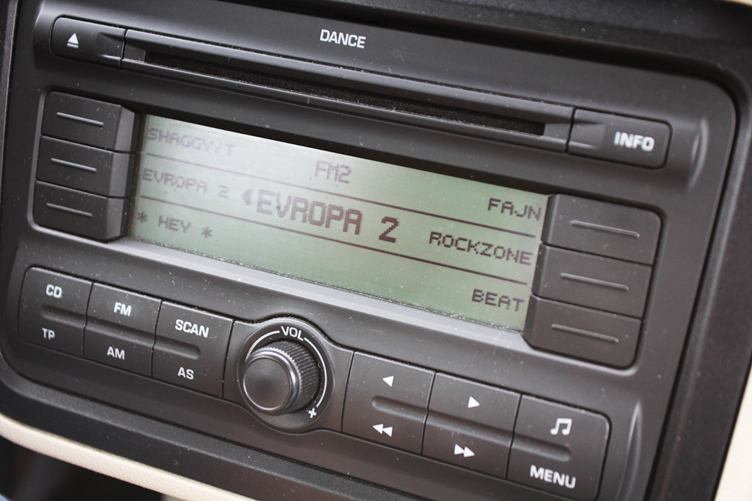 DANCE
INFO
SHAGGY/T
FM2
FAJN
EVROPA 2
EVROPA 2
ROCKZONE
* HEY *
BEAT
CD
FM
SCAN
VOL
TP
AM
AS
MENU